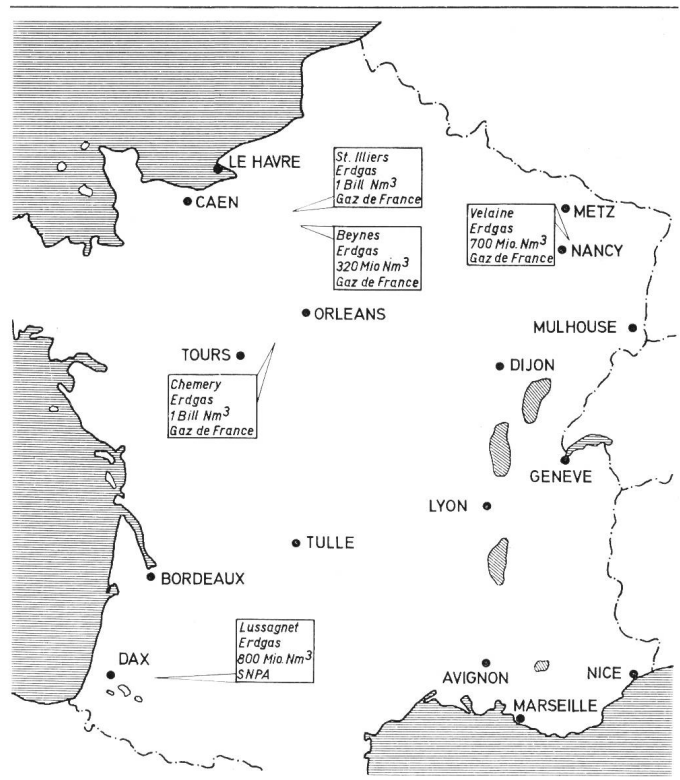 LE HAVRE
CAEN
St. Illiers
Erdgas
1 Bill Nm³
Gaz de France
Beynes
Erdgas
320 Mio Nm³
Gaz de France
Velaine
Erdgas
700 Mio. Nm³
Gaz de France
METZ
NANCY
ORLEANS
MULHOUSE
TOURS
DIJON
Chemery
Erdgas
1 Bill Nm³
Gaz de France
GENEVE
LYON
TULLE
BORDEAUX
Lussagnet
Erdgas
800 Mio. Nm³
SNPA
DAX
AVIGNON
NICE
MARSEILLE